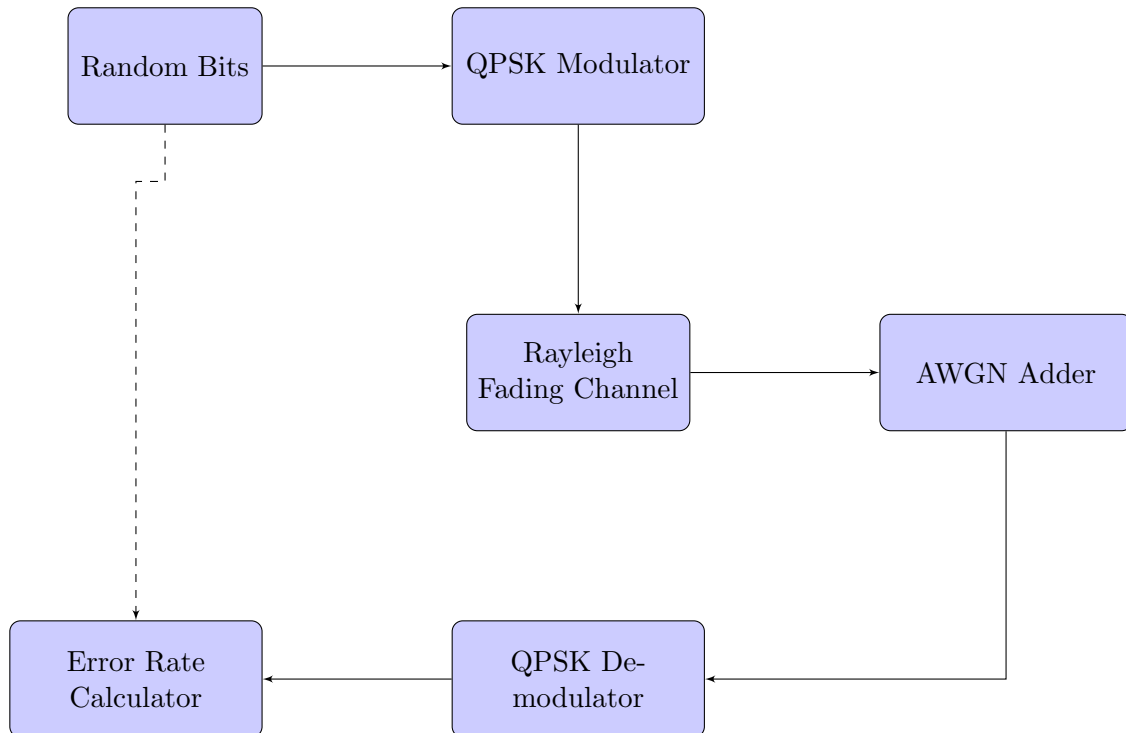 Random Bits
QPSK Modulator
Rayleigh
Fading Channel
AWGN Adder
Error Rate
Calculator
QPSK De-
modulator